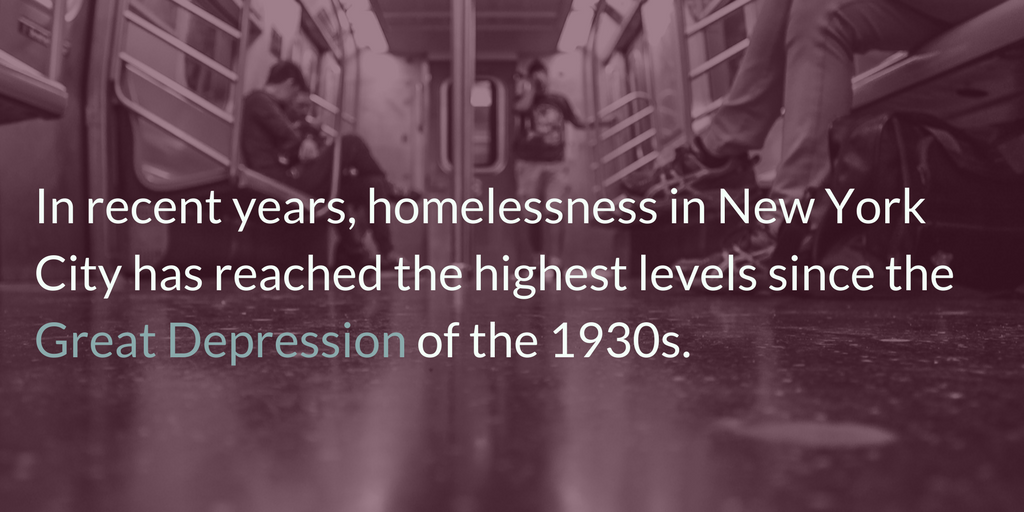 In recent years, homelessness in New York
City has reached the highest levels since the
Great Depression of the 1930s.